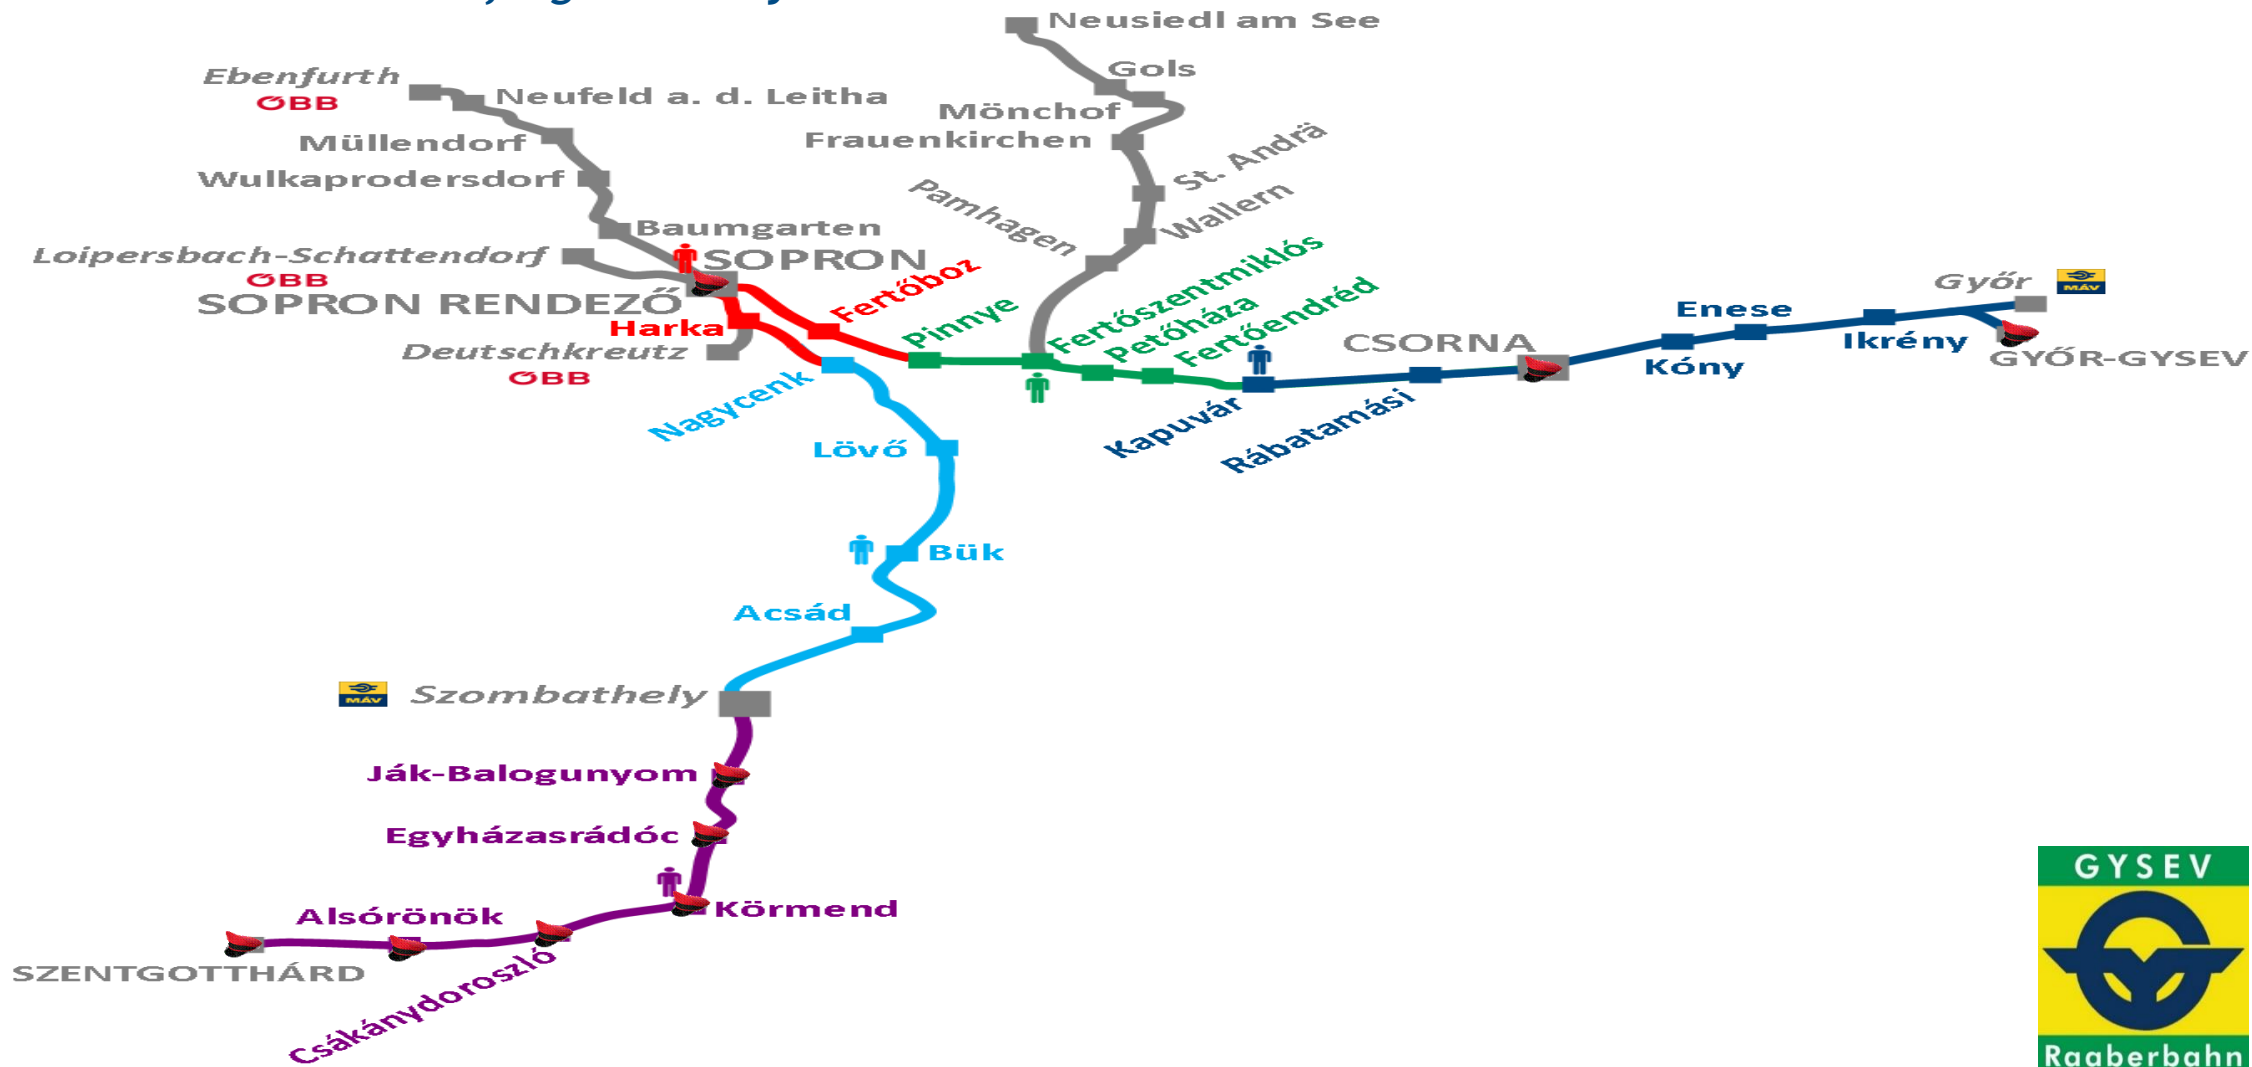 Neusiedl am See
Ebenfurth
ÖBB
Gols
Neufeld a. d. Leitha
Mönchof
Müllendorf
Frauenkirchen
St. Andrä
Wulkaprodersdorf
Pamhagen
Wallern
Baumgarten
Loipersbach-Schattendorf
ÖBB
SOPRON
SOPRON RENDEZŐ
Fertőboz
Harka
Deutschkreutz
ÖBB
Pinnye
Fertőszentmiklós
Petőháza
Fertőendréd
Győr
MÁV
Enese
CSORNA
Ikrény
GYŐR-GYSEV
Kóny
Nagycenk
Kapuvár
Rábatamási
Lövő
Bük
Acsád
MÁV
Szombathely
Ják-Balogunyom
Egyházasrádóc
Körmend
Alsórönök
SZENTGOTTHÁRD
Csákánydoroszló
GYSEV
Raaberbahn